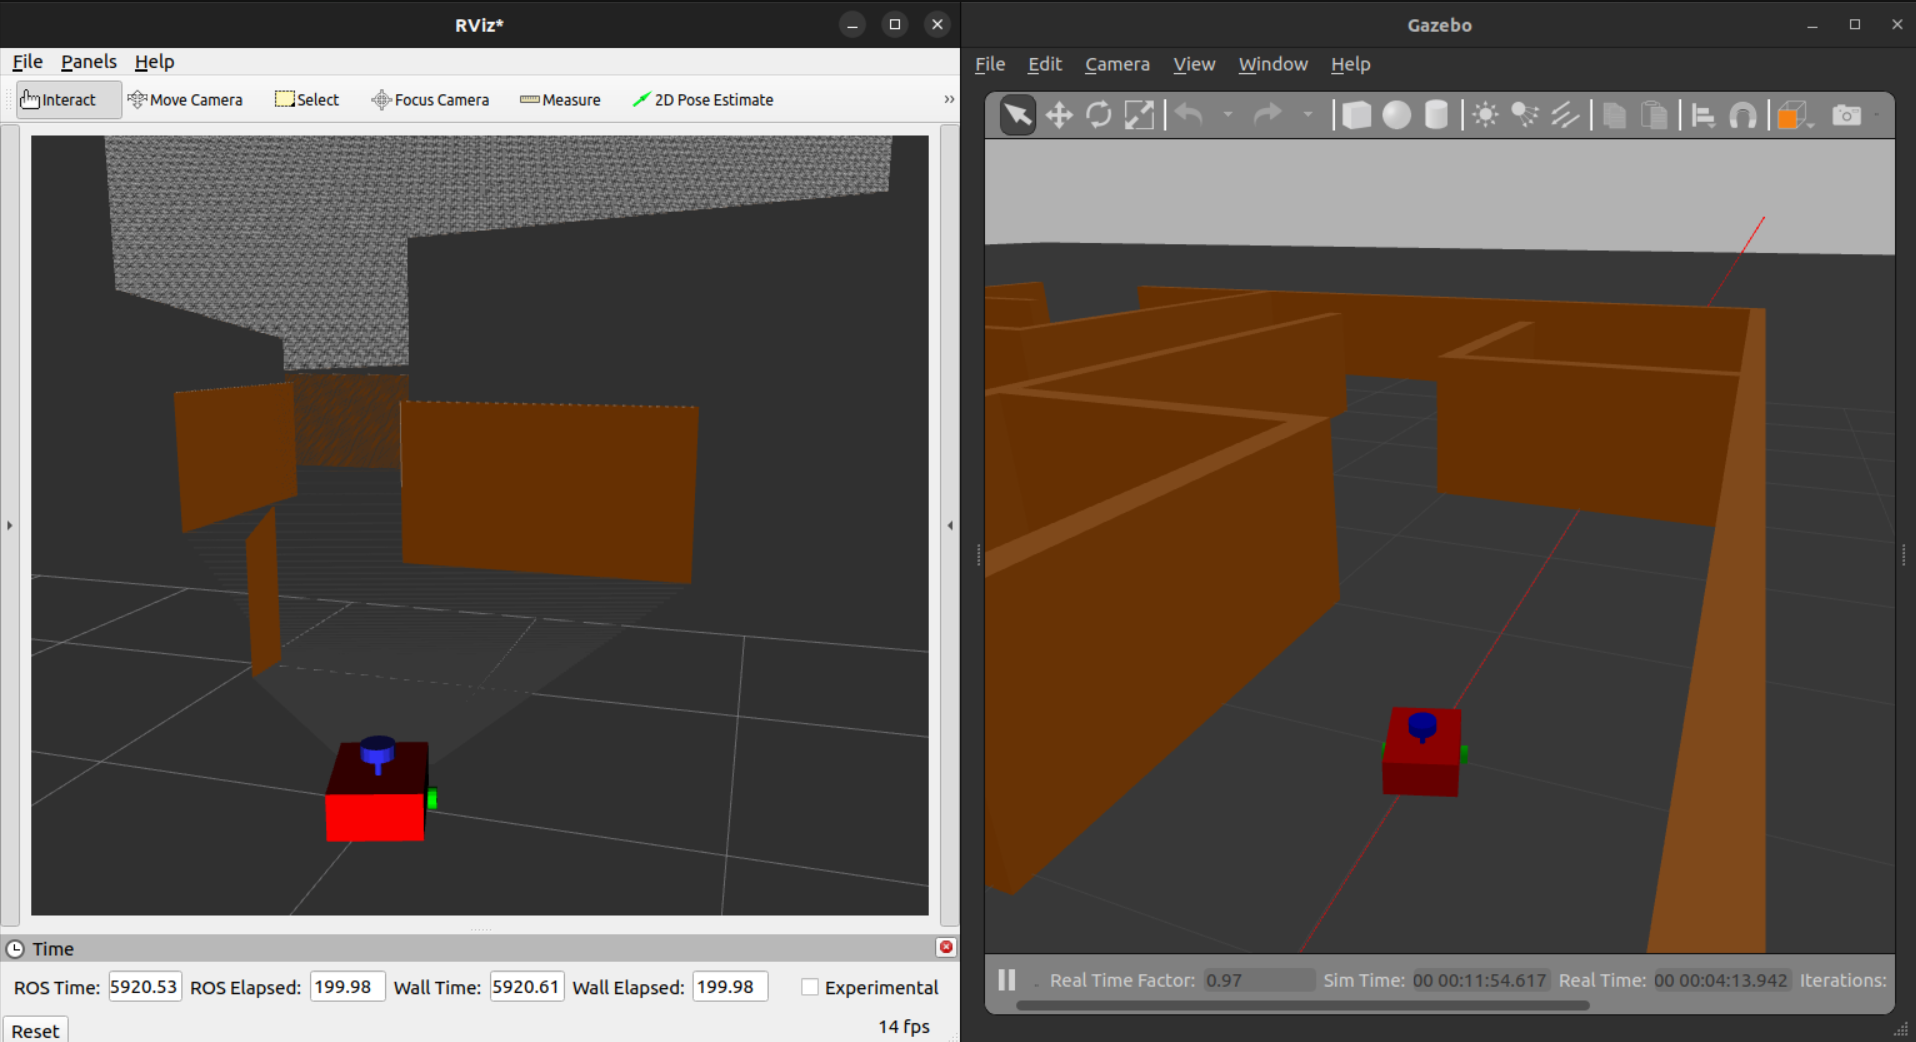 RViz*
File Panels Help
Interact Move Camera Select Focus Camera Measure 2D Pose Estimate »
Time
ROS Time: 5920.53 ROS Elapsed: 199.98 Wall Time: 5920.61 Wall Elapsed: 199.98 Experimental
Reset 14 fps
Gazebo
File Edit Camera View Window Help
Real Time Factor: 0.97 Sim Time: 00 00:11:54.617 Real Time: 00 00:04:13.942 Iterations: